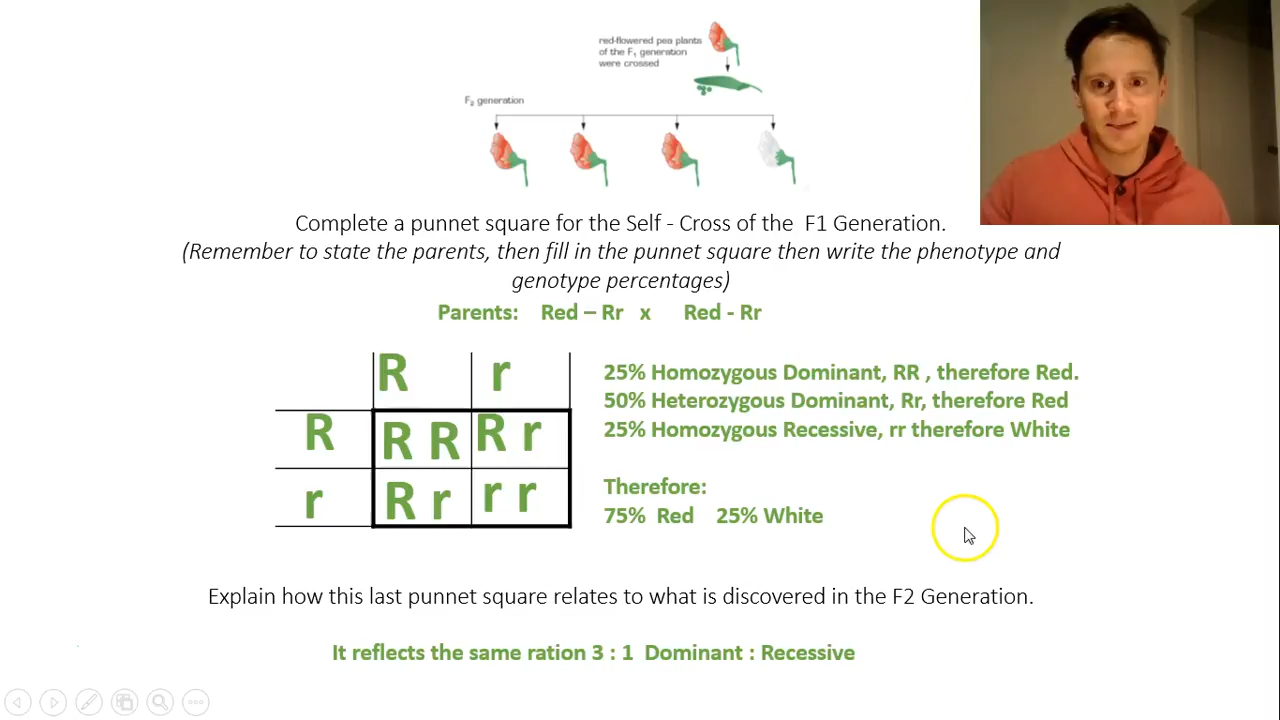 red-flowered pea plants
of the F₁ generation
were crossed
F₂ generation
Complete a punnet square for the Self - Cross of the  F1 Generation.
(Remember to state the parents, then fill in the punnet square then write the phenotype and
genotype percentages)
Parents:   Red – Rr   x     Red - Rr
R r
R RR Rr
r Rr rr
25% Homozygous Dominant, RR , therefore Red.
50% Heterozygous Dominant, Rr, therefore Red
25% Homozygous Recessive, rr therefore White
Therefore:
75%  Red    25% White
Explain how this last punnet square relates to what is discovered in the F2 Generation.
It reflects the same ration 3 : 1  Dominant : Recessive